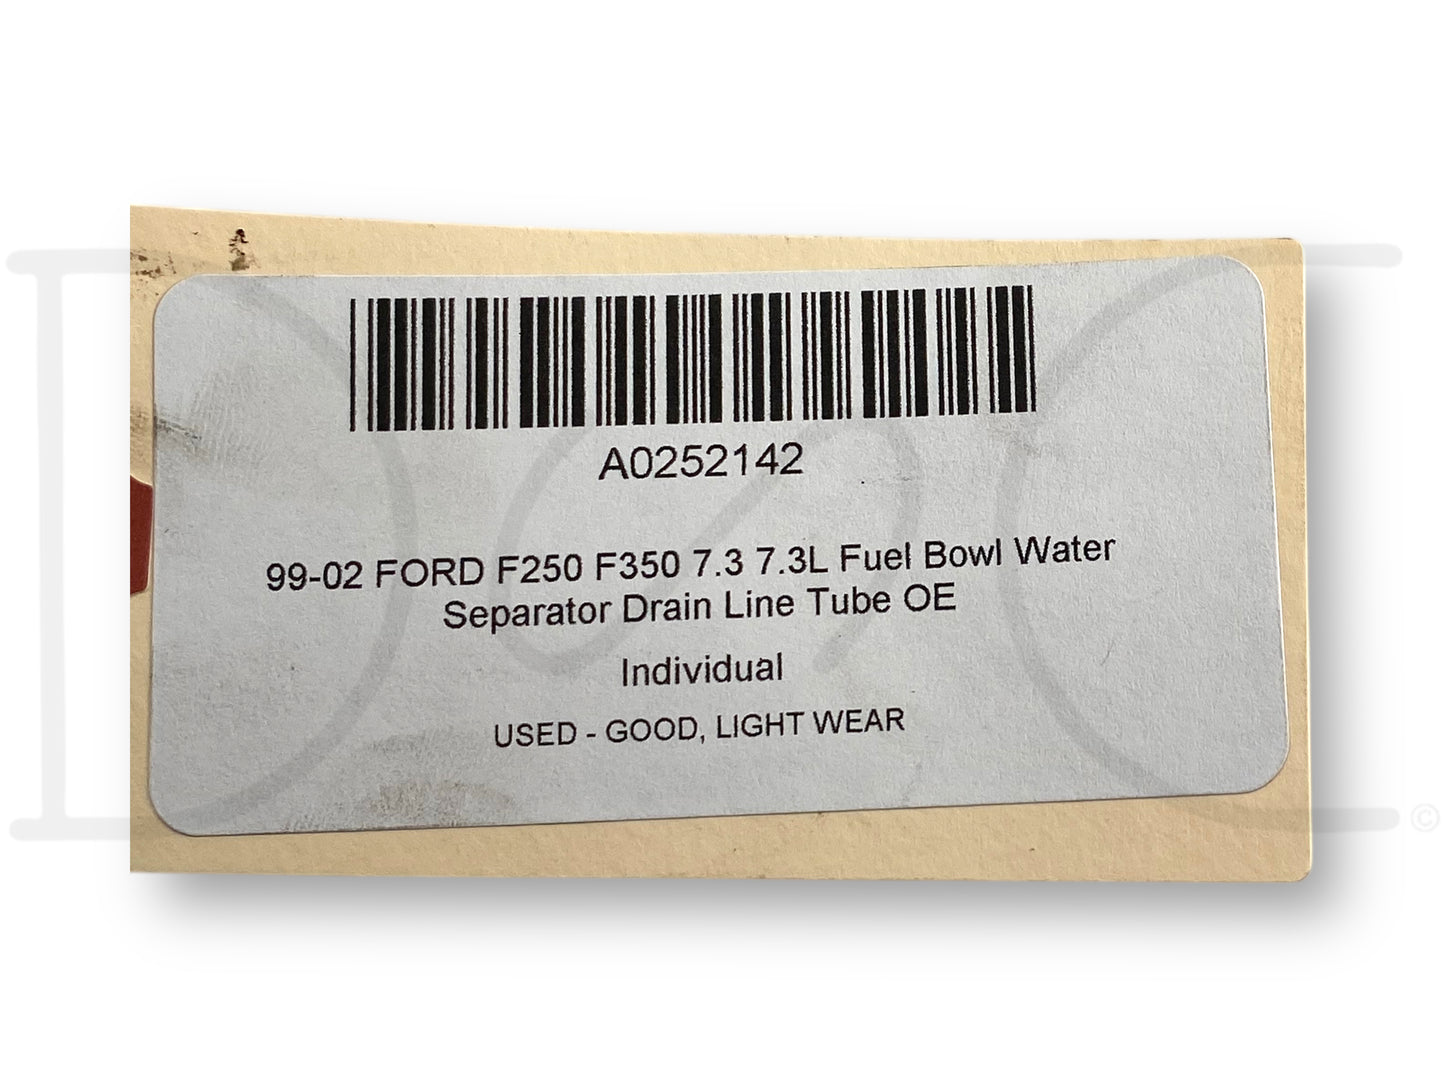 A0252142
99-02 FORD F250 F350 7.3 7.3L Fuel Bowl Water
Separator Drain Line Tube OE
Individual
USED - GOOD, LIGHT WEAR
©